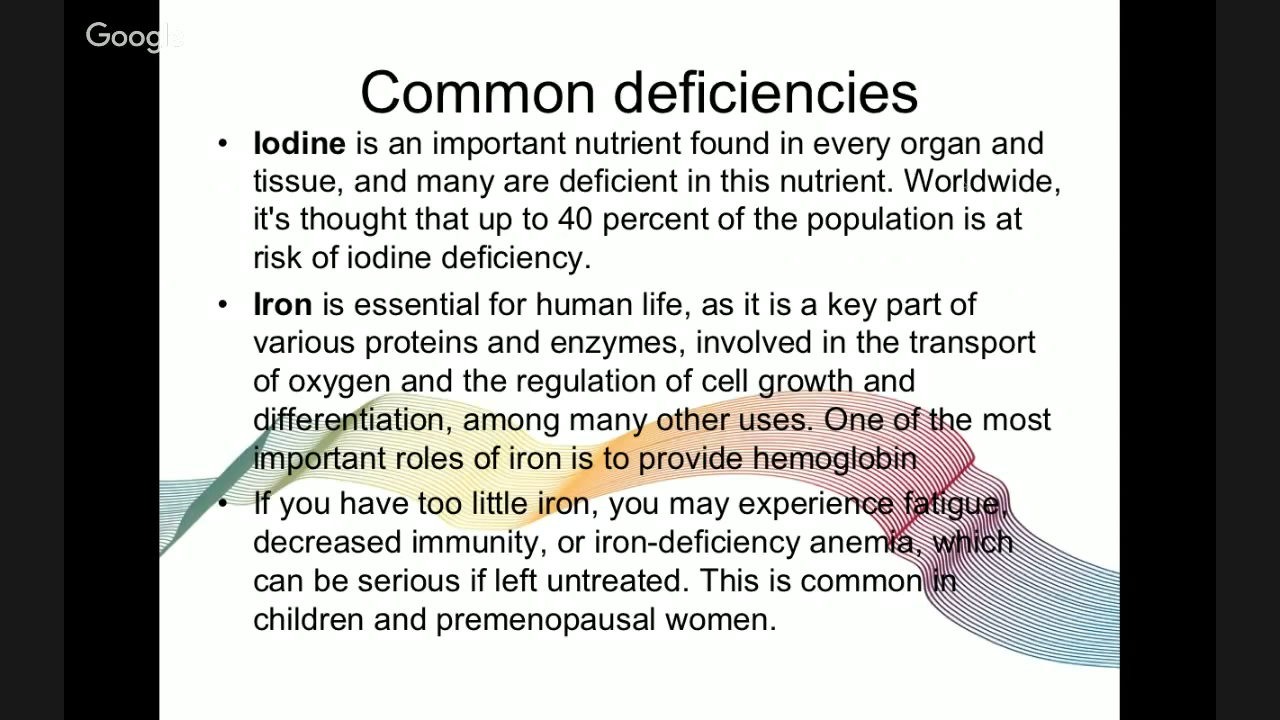 Google
Common deficiencies
• Iodine is an important nutrient found in every organ and
tissue, and many are deficient in this nutrient. Worldwide,
it's thought that up to 40 percent of the population is at
risk of iodine deficiency.
• Iron is essential for human life, as it is a key part of
various proteins and enzymes, involved in the transport
of oxygen and the regulation of cell growth and
differentiation, among many other uses. One of the most
important roles of iron is to provide hemoglobin
• If you have too little iron, you may experience fatigue,
decreased immunity, or iron-deficiency anemia, which
can be serious if left untreated. This is common in
children and premenopausal women.